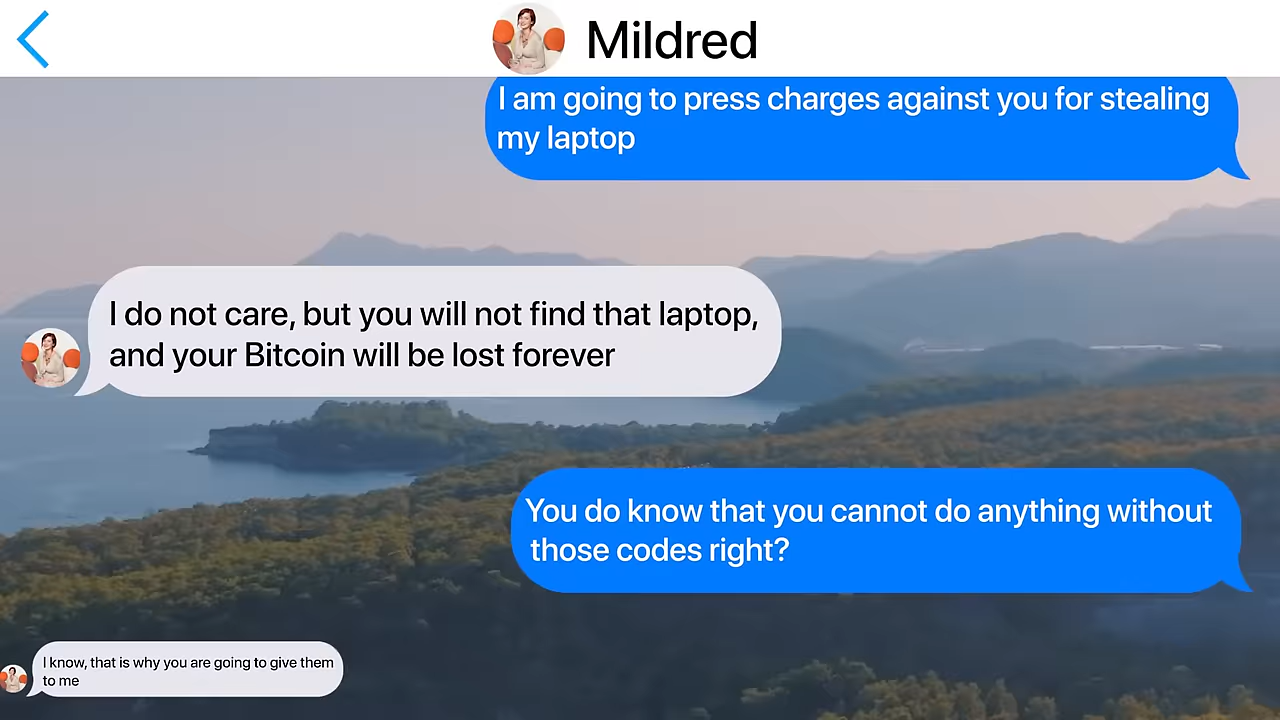 Mildred
I am going to press charges against you for stealing
my laptop
I do not care, but you will not find that laptop,
and your Bitcoin will be lost forever
You do know that you cannot do anything without
those codes right?
I know, that is why you are going to give them
to me